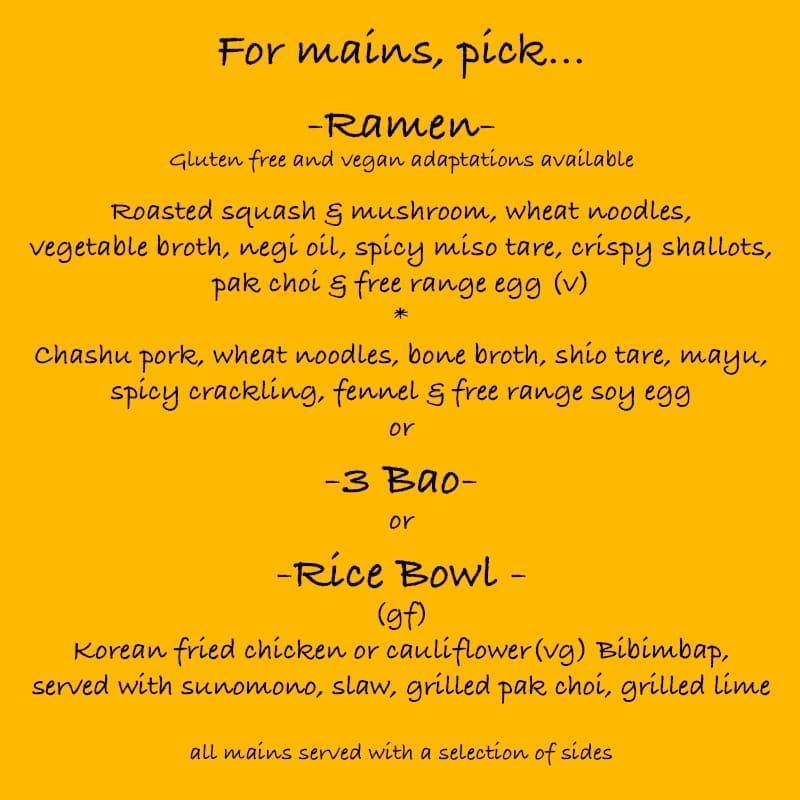 For mains, pick...
-Ramen-
Gluten free and vegan adaptations available
Roasted squash & mushroom, wheat noodles,
vegetable broth, negi oil, spicy miso tare, crispy shallots,
pak choi & free range egg (v)
*
Chashu pork, wheat noodles, bone broth, shio tare, mayu,
spicy crackling, fennel & free range soy egg
or
-3 Bao-
or
-Rice Bowl -
(gf)
Korean fried chicken or cauliflower(vg) Bibimbap,
served with sunomono, slaw, grilled pak choi, grilled lime
all mains served with a selection of sides